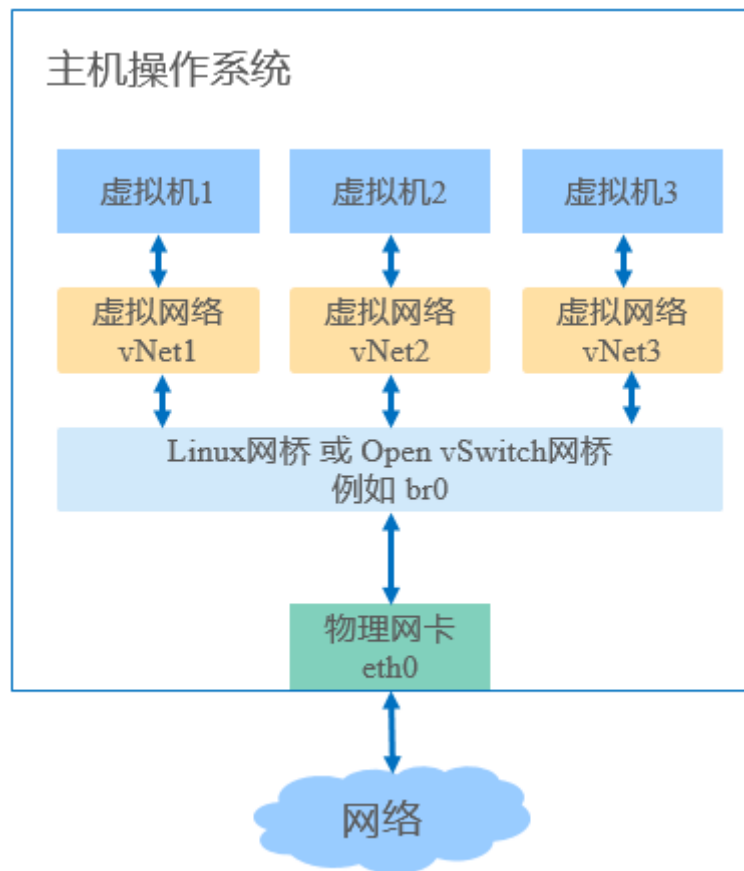 主机操作系统
虚拟机1
虚拟机2
虚拟机3
虚拟网络
vNet1
虚拟网络
vNet2
虚拟网络
vNet3
Linux网桥 或 Open vSwitch网桥
例如 br0
物理网卡
eth0
网络